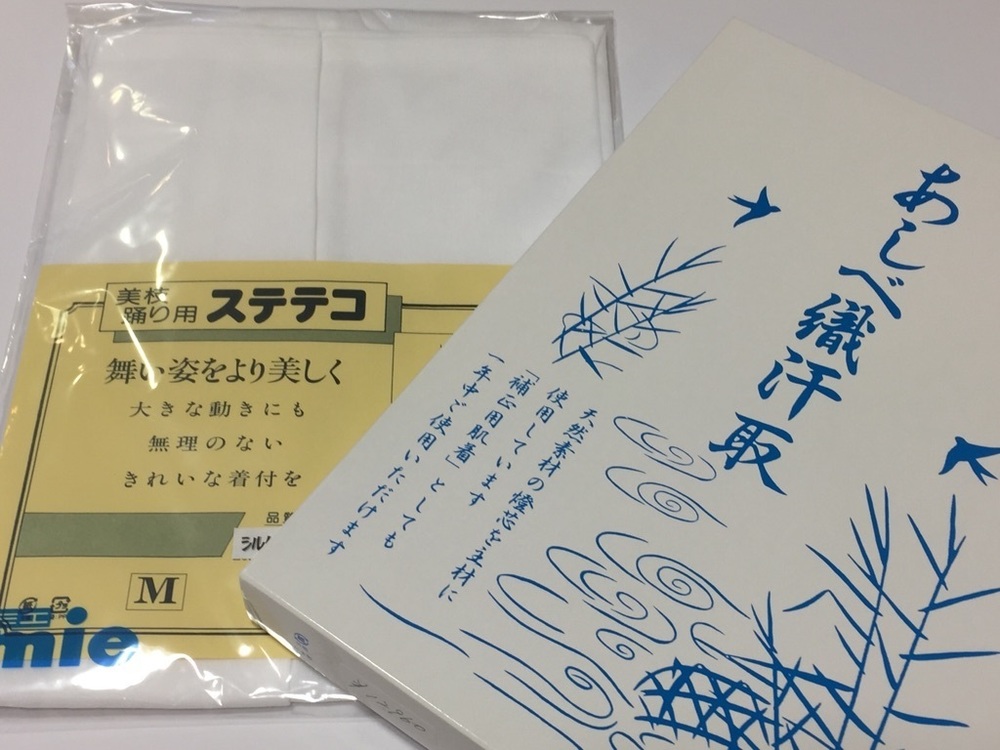 美枝
踊り用
ステテコ
舞い姿をより美しく
大きな動きにも
無理のない
きれいな着付を
M
mie
あしべ織汗取
天然素材の燈芯を主材に
使用しています
「補正用肌着」としても
一年中ご使用いただけます